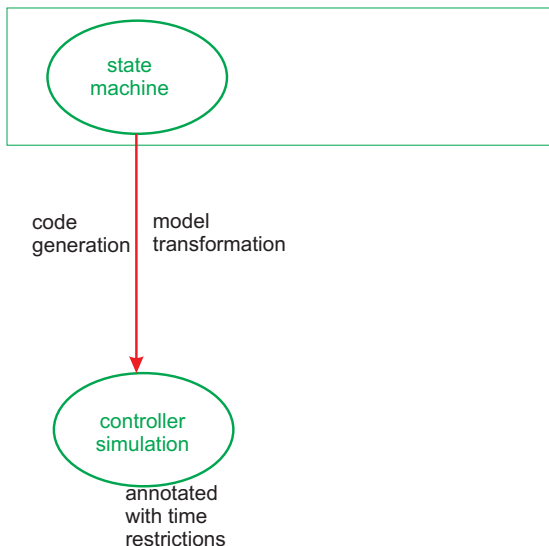 state
machine
code
generation
model
transformation
controller
simulation
annotated
with time
restrictions